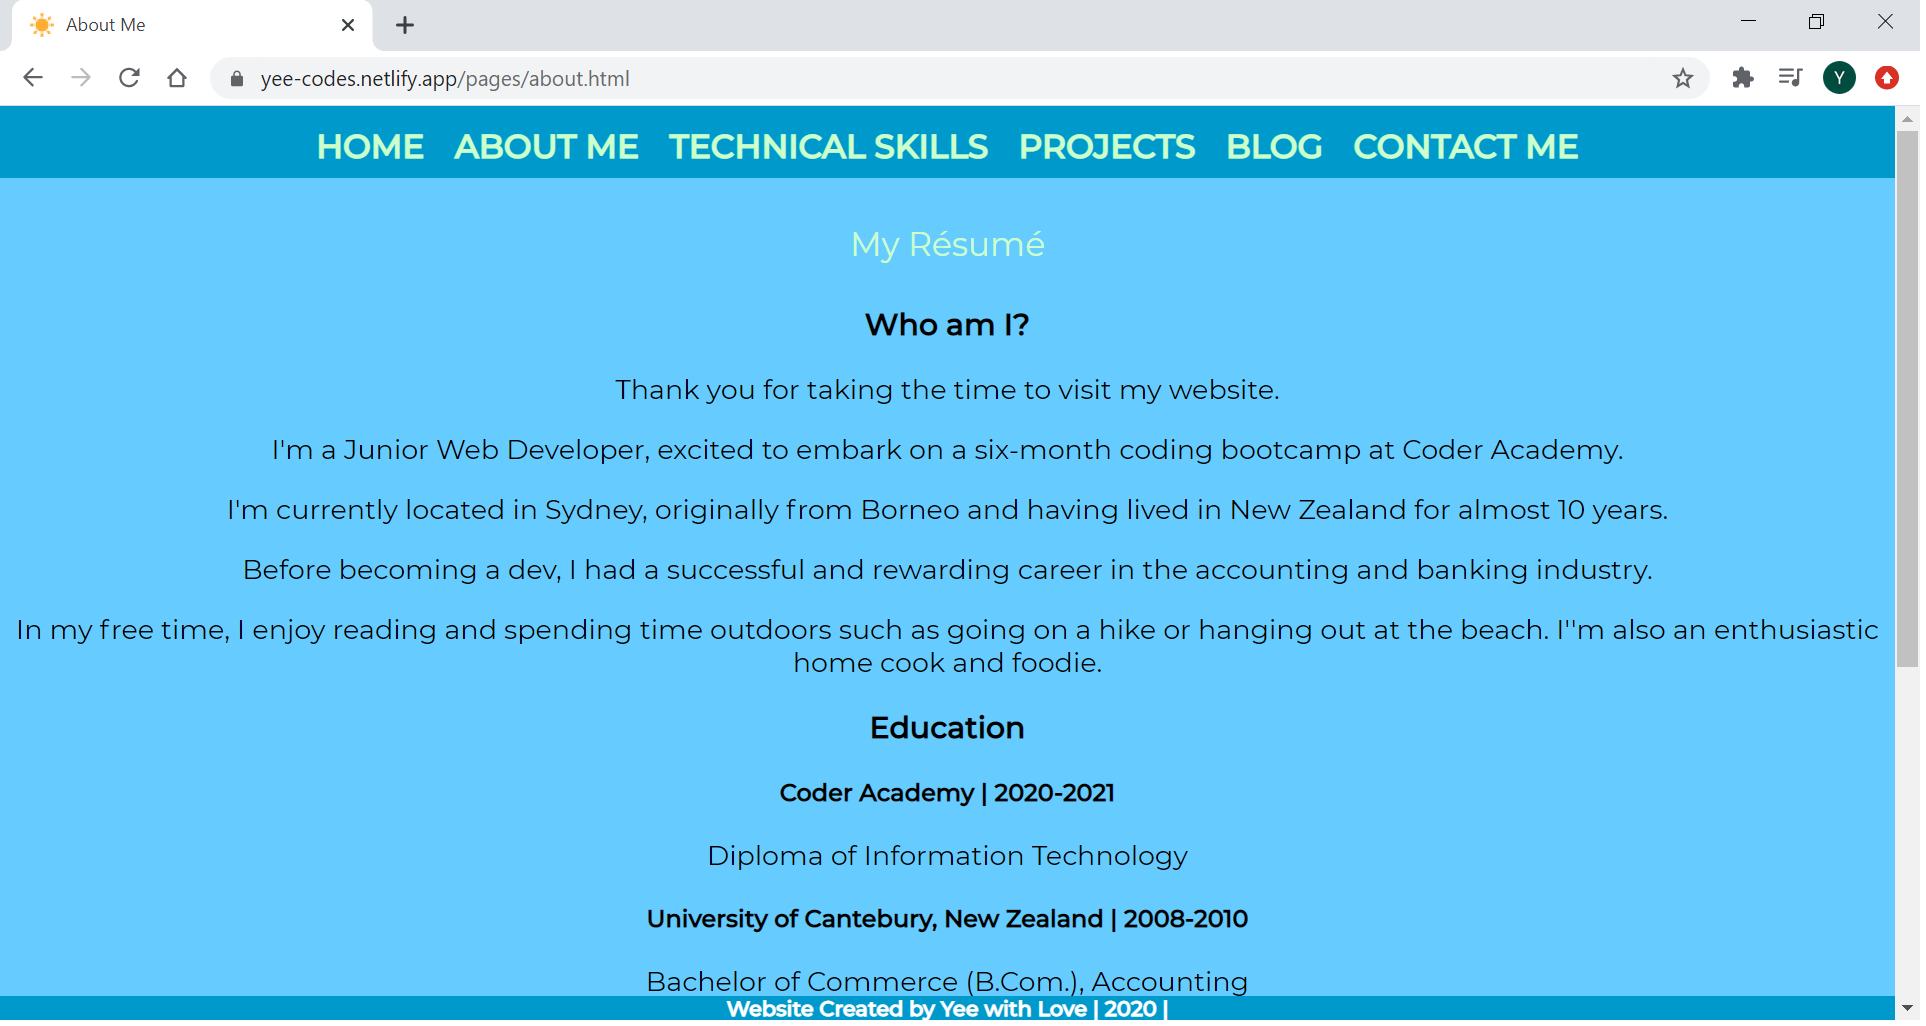 About Me
yee-codes.netlify.app/pages/about.html
Y
HOME ABOUT ME TECHNICAL SKILLS PROJECTS BLOG CONTACT ME
My Résumé
Who am I?
Thank you for taking the time to visit my website.
I'm a Junior Web Developer, excited to embark on a six-month coding bootcamp at Coder Academy.
I'm currently located in Sydney, originally from Borneo and having lived in New Zealand for almost 10 years.
Before becoming a dev, I had a successful and rewarding career in the accounting and banking industry.
In my free time, I enjoy reading and spending time outdoors such as going on a hike or hanging out at the beach. I''m also an enthusiastic
home cook and foodie.
Education
Coder Academy | 2020-2021
Diploma of Information Technology
University of Cantebury, New Zealand | 2008-2010
Bachelor of Commerce (B.Com.), Accounting
Website Created by Yee with Love | 2020 |